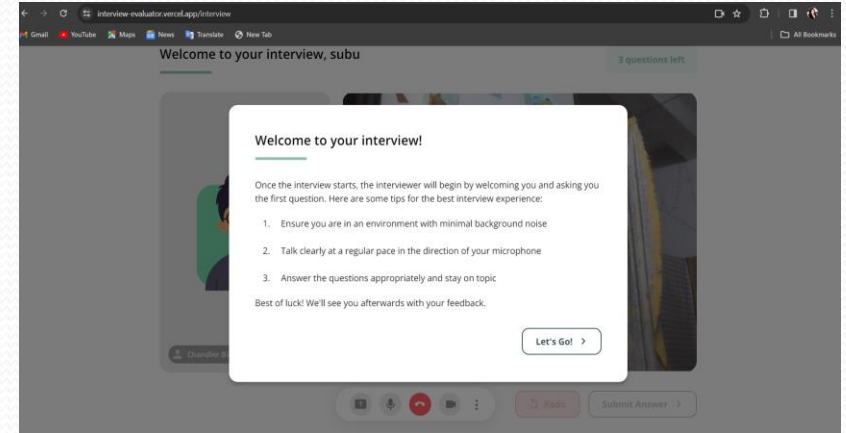 interview-evaluator.vercel.app/interview
Gmail YouTube Maps News Translate New Tab All Bookmarks
Welcome to your interview, subu
3 questions left
Welcome to your interview!
Once the interview starts, the interviewer will begin by welcoming you and asking you
the first question. Here are some tips for the best interview experience:
1. Ensure you are in an environment with minimal background noise
2. Talk clearly at a regular pace in the direction of your microphone
3. Answer the questions appropriately and stay on topic
Best of luck! We'll see you afterwards with your feedback.
Let's Go!
Chandler
Redo Submit Answer